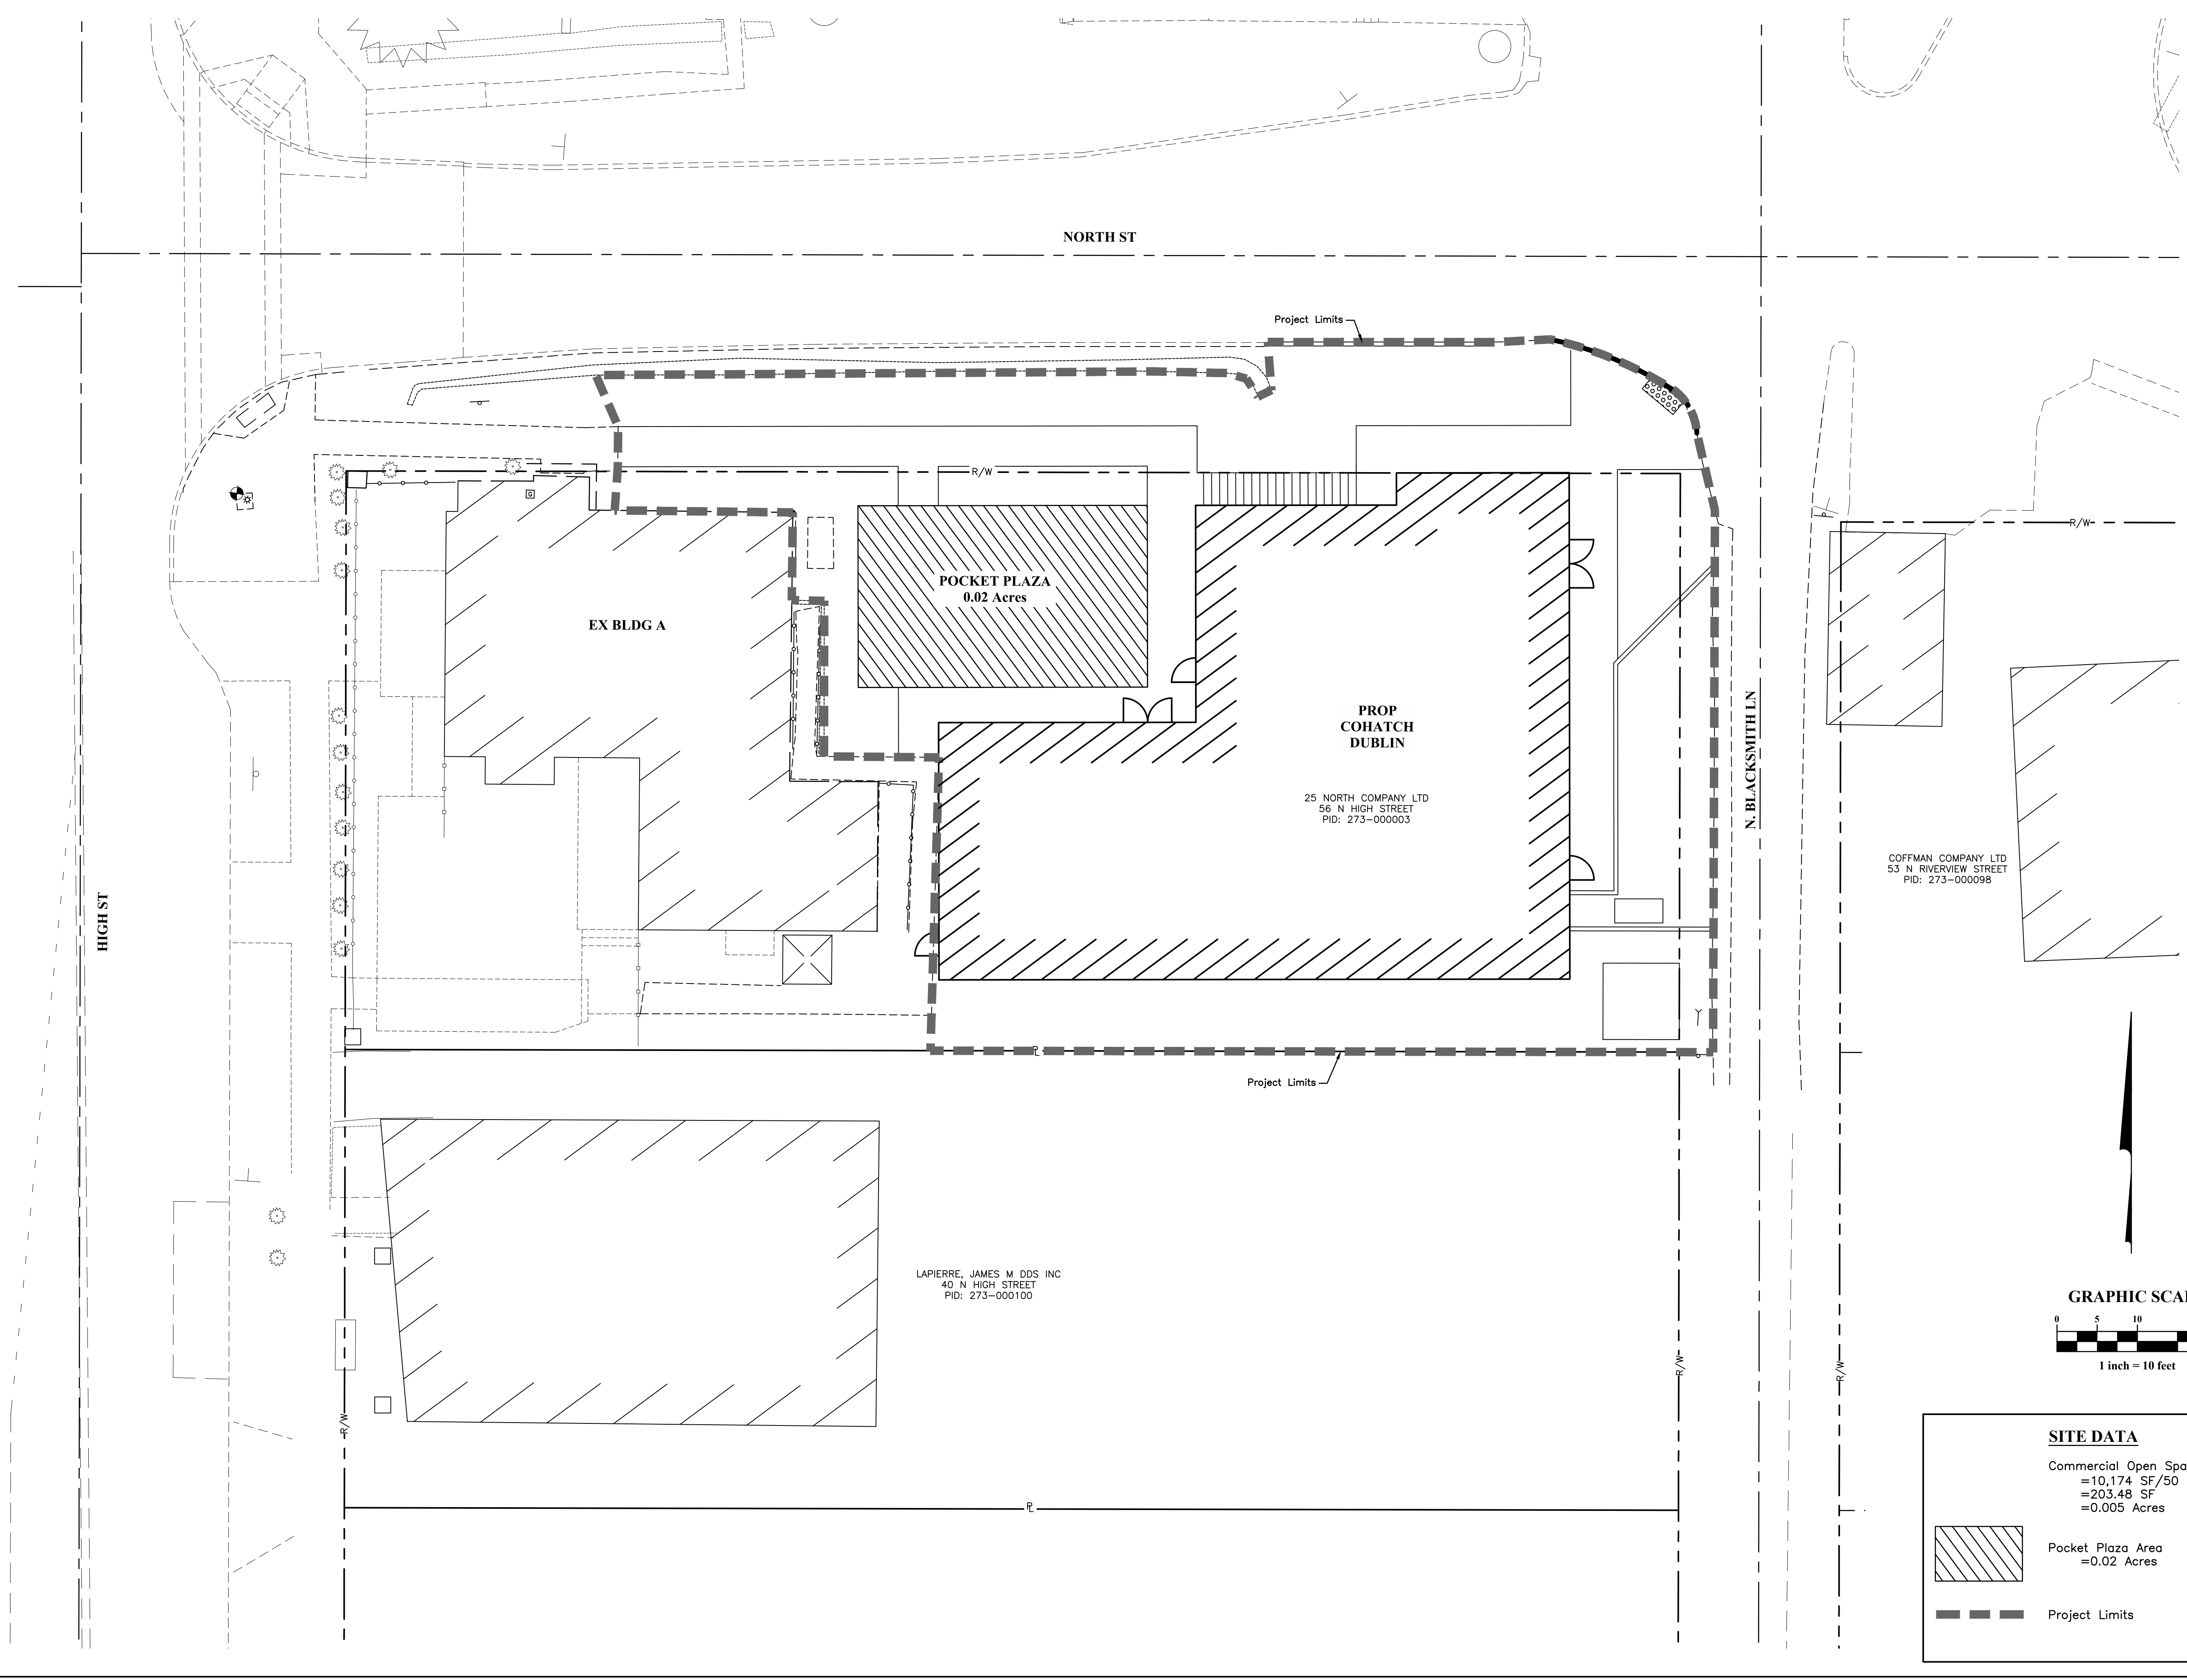 NORTH ST
Project Limits
R/W
R/W
G
POCKET PLAZA
0.02 Acres
EX BLDG A
PROP
COHATCH
DUBLIN
N. BLACKSMITH LN
25 NORTH COMPANY LTD
56 N HIGH STREET
PID: 273-000003
COFFMAN COMPANY LTD
53 N RIVERVIEW STREET
PID: 273-000098
HIGH ST
PL
Project Limits
LAPIERRE, JAMES M DDS INC
40 N HIGH STREET
PID: 273-000100
GRAPHIC SCA
0 5 10
1 inch = 10 feet
R/W
R/W
R/W
SITE DATA
Commercial Open Spa
=10,174 SF/50
=203.48 SF
=0.005 Acres
PL
Pocket Plaza Area
=0.02 Acres
Project Limits